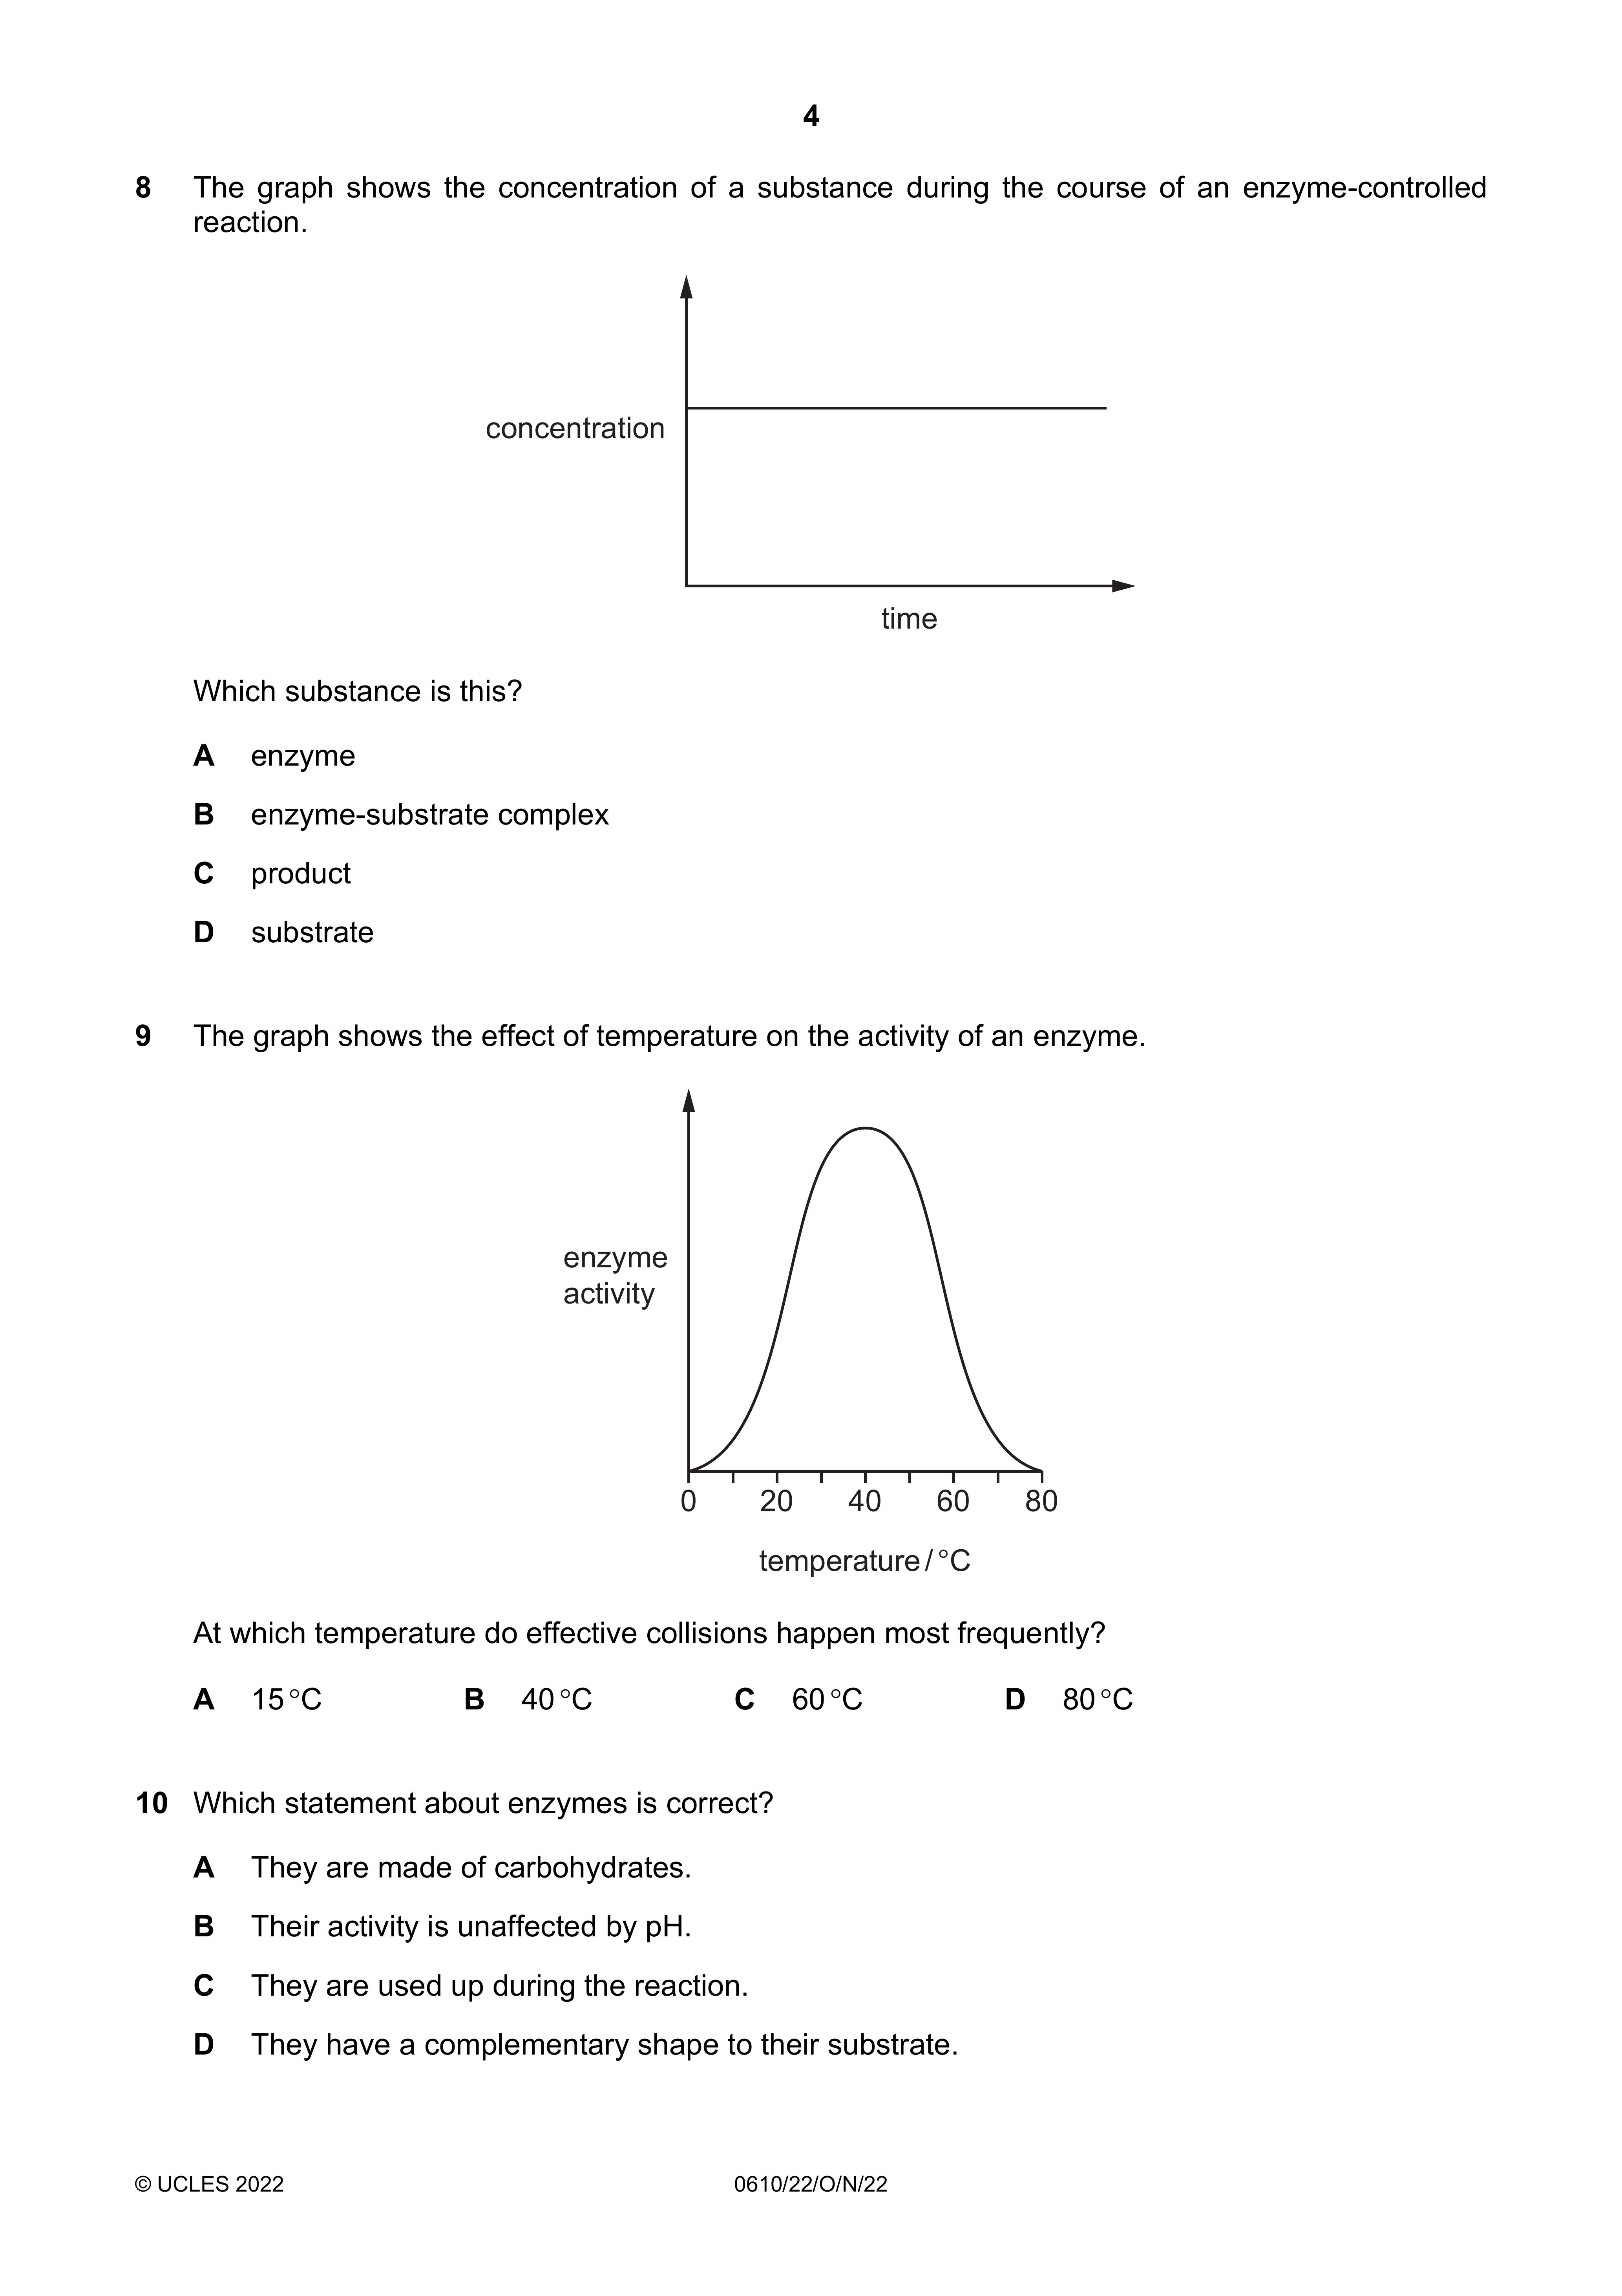 4
8 The graph shows the concentration of a substance during the course of an enzyme-controlled
reaction.
concentration
time
Which substance is this?
A enzyme
B enzyme-substrate complex
C product
D substrate
9 The graph shows the effect of temperature on the activity of an enzyme.
enzyme
activity
0 20 40 60 80
temperature / °C
At which temperature do effective collisions happen most frequently?
A 15 °C B 40 °C C 60 °C D 80 °C
10 Which statement about enzymes is correct?
A They are made of carbohydrates.
B Their activity is unaffected by pH.
C They are used up during the reaction.
D They have a complementary shape to their substrate.
© UCLES 2022 0610/22/O/N/22